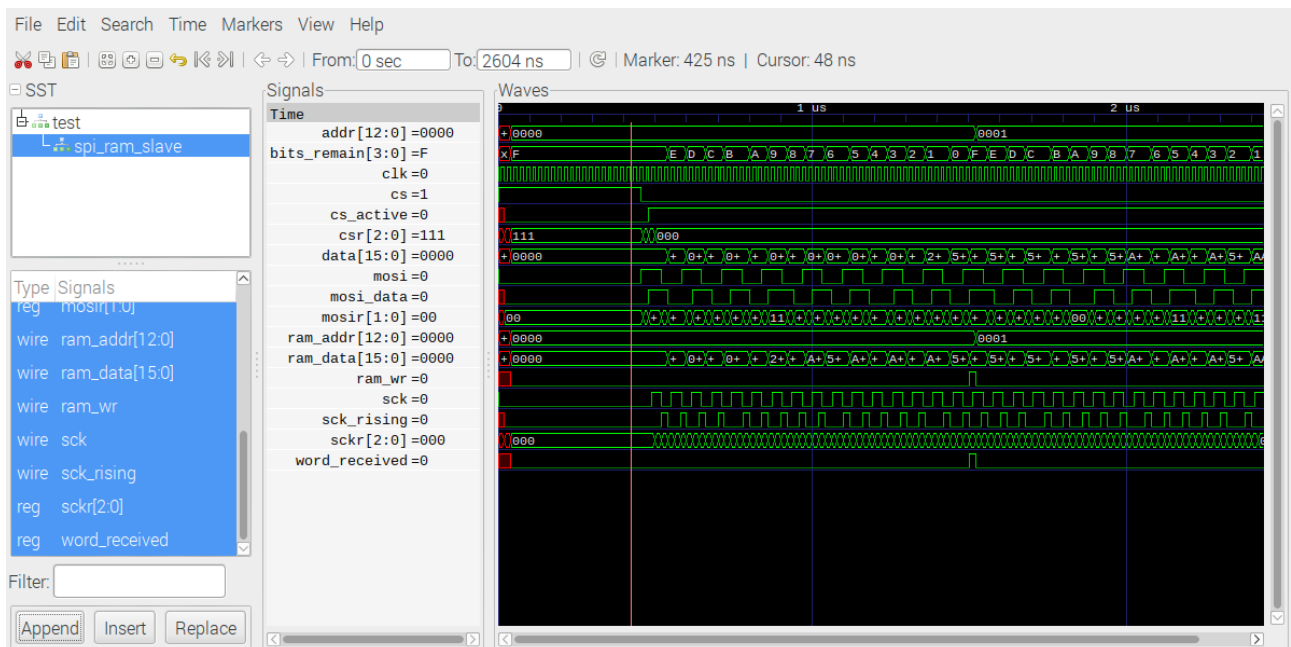 File Edit Search Time Markers View Help
From: 0 sec To: 2604 ns Marker: 425 ns | Cursor: 48 ns
SST
test
spi_ram_slave
Type Signals
reg mosir[1:0]
wire ram_addr[12:0]
wire ram_data[15:0]
wire ram_wr
wire sck
wire sck_rising
reg sckr[2:0]
reg word_received
Filter:
Append Insert Replace
Signals
Time
addr[12:0] =0000
bits_remain[3:0] =F
clk =0
cs =1
cs_active =0
csr[2:0] =111
data[15:0] =0000
mosi =0
mosi_data =0
mosir[1:0] =00
ram_addr[12:0] =0000
ram_data[15:0] =0000
ram_wr =0
sck =0
sck_rising =0
sckr[2:0] =000
word_received =0
Waves
1 us 2 us
+ 0000 0001
x F E D C B A 9 8 7 6 5 4 3 2 1 0 F E D C B A 9 8 7 6 5 4 3 2 1
111 000
+ 0000
00 11 00 11
+ 0000 0001
+ 0000
000